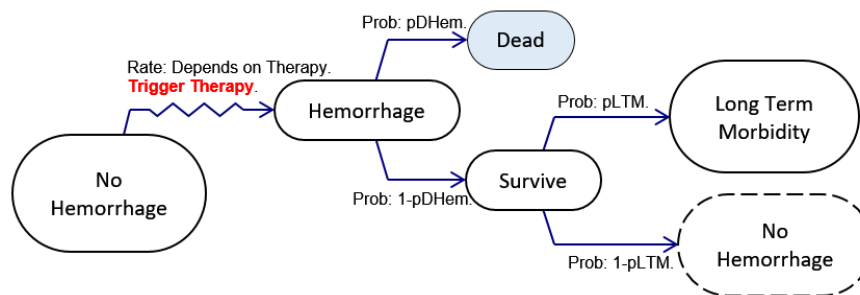 Prob: pDHem.
Dead
Rate: Depends on Therapy.
Trigger Therapy.
Hemorrhage
Prob: pLTM.
Long Term
Morbidity
No
Hemorrhage
Prob: 1-pDHem.
Survive
Prob: 1-pLTM.
No
Hemorrhage